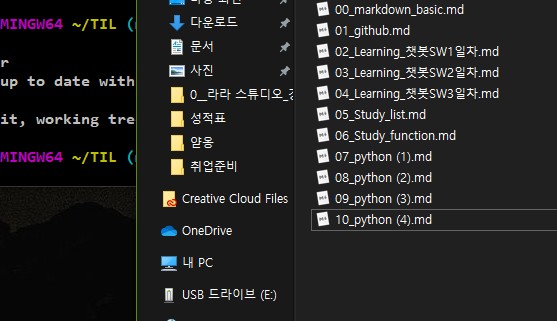 MINGW64 ~/TIL (
r
up to date with
it, working tre
MINGW64 ~/TIL (
다운로드
문서
사진
0__라라 스튜디오_
성적표
얀웅
취업준비
Creative Cloud Files
OneDrive
내 PC
USB 드라이브 (E:)
00_markdown_basic.md
01_github.md
02_Learning_챗봇SW1일차.md
03_Learning_챗봇SW2일차.md
04_Learning_챗봇SW3일차.md
05_Study_list.md
06_Study_function.md
07_python (1).md
08_python (2).md
09_python (3).md
10_python (4).md